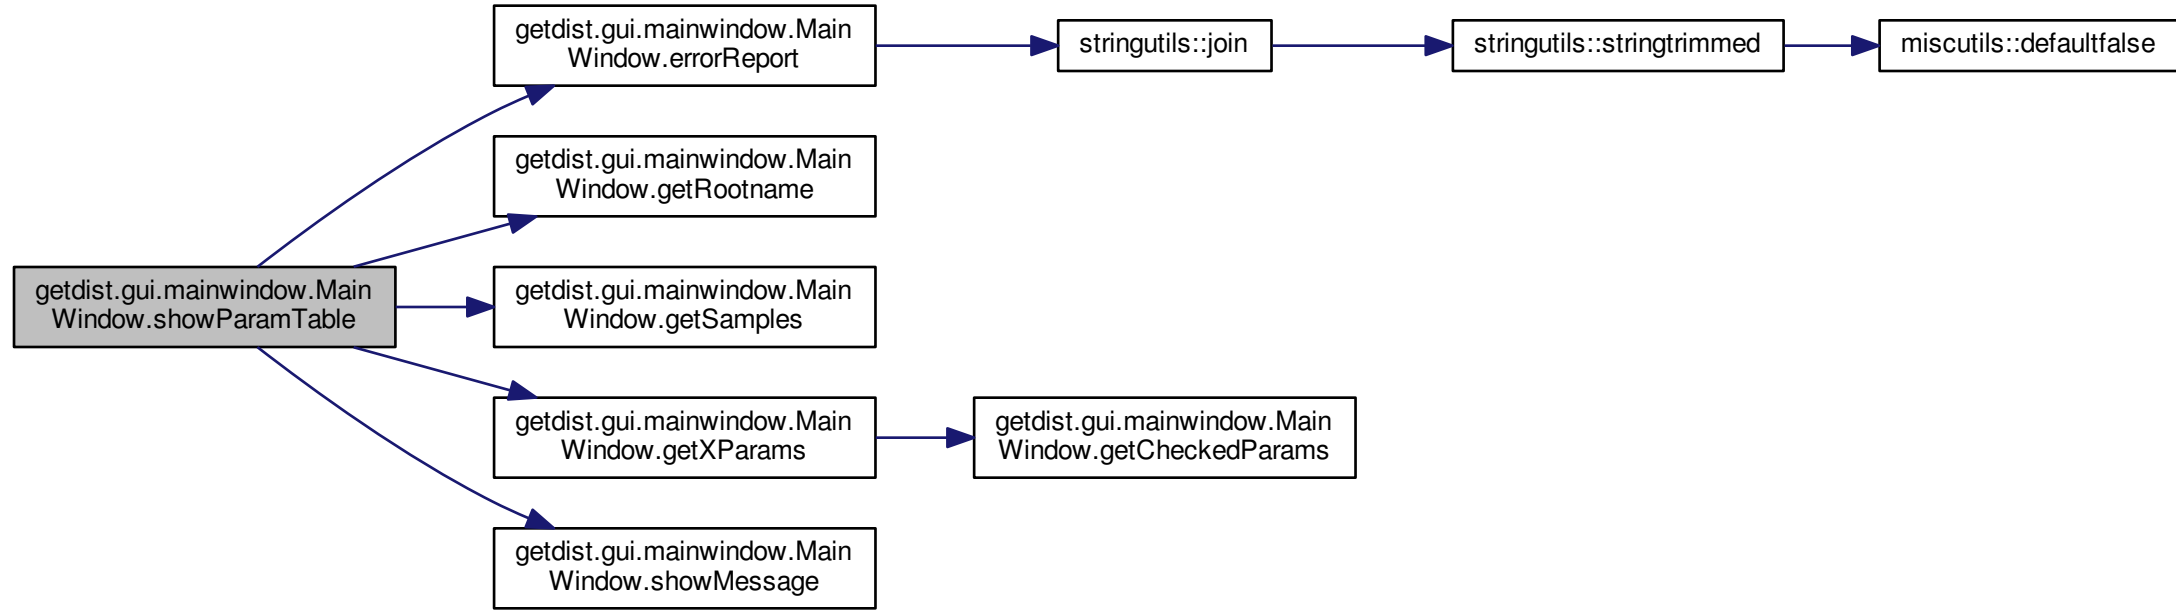 getdist.gui.mainwindow.Main
Window.errorReport
stringutils::join
stringutils::stringtrimmed
miscutils::defaultfalse
getdist.gui.mainwindow.Main
Window.getRootname
getdist.gui.mainwindow.Main
Window.showParamTable
getdist.gui.mainwindow.Main
Window.getSamples
getdist.gui.mainwindow.Main
Window.getXParams
getdist.gui.mainwindow.Main
Window.getCheckedParams
getdist.gui.mainwindow.Main
Window.showMessage